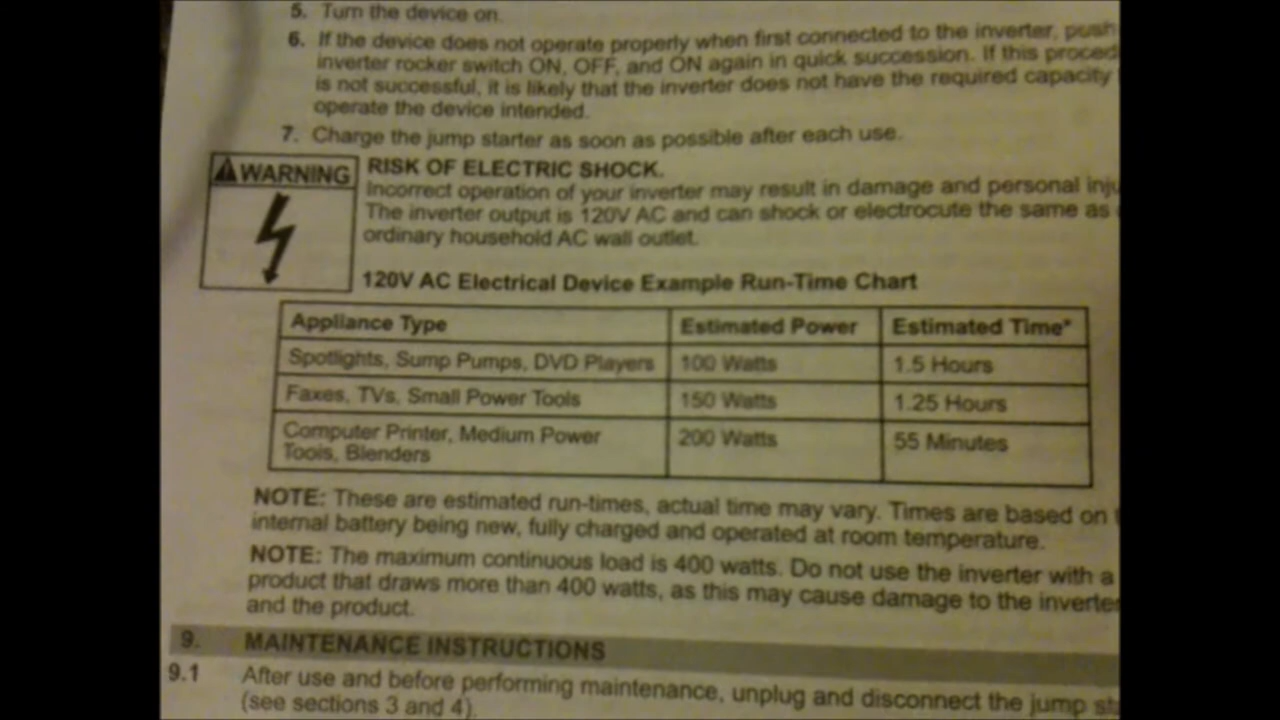 5. Turn the device on.
6. If the device does not operate properly when first connected to the inverter, push
inverter rocker switch ON, OFF, and ON again in quick succession. If this proced
is not successful, it is likely that the inverter does not have the required capacity
operate the device intended.
7. Charge the jump starter as soon as possible after each use.
WARNING
RISK OF ELECTRIC SHOCK.
Incorrect operation of your inverter may result in damage and personal inju
The inverter output is 120V AC and can shock or electrocute the same as
ordinary household AC wall outlet.
120V AC Electrical Device Example Run-Time Chart
Appliance Type Estimated Power Estimated Time*
Spotlights, Sump Pumps, DVD Players 100 Watts 1.5 Hours
Faxes, TVs, Small Power Tools 150 Watts 1.25 Hours
Computer Printer, Medium Power 200 Watts 55 Minutes
Tools, Blenders
NOTE: These are estimated run-times, actual time may vary. Times are based on
internal battery being new, fully charged and operated at room temperature.
NOTE: The maximum continuous load is 400 watts. Do not use the inverter with a
product that draws more than 400 watts, as this may cause damage to the inverter
and the product.
9. MAINTENANCE INSTRUCTIONS
9.1 After use and before performing maintenance, unplug and disconnect the jump sta
(see sections 3 and 4).